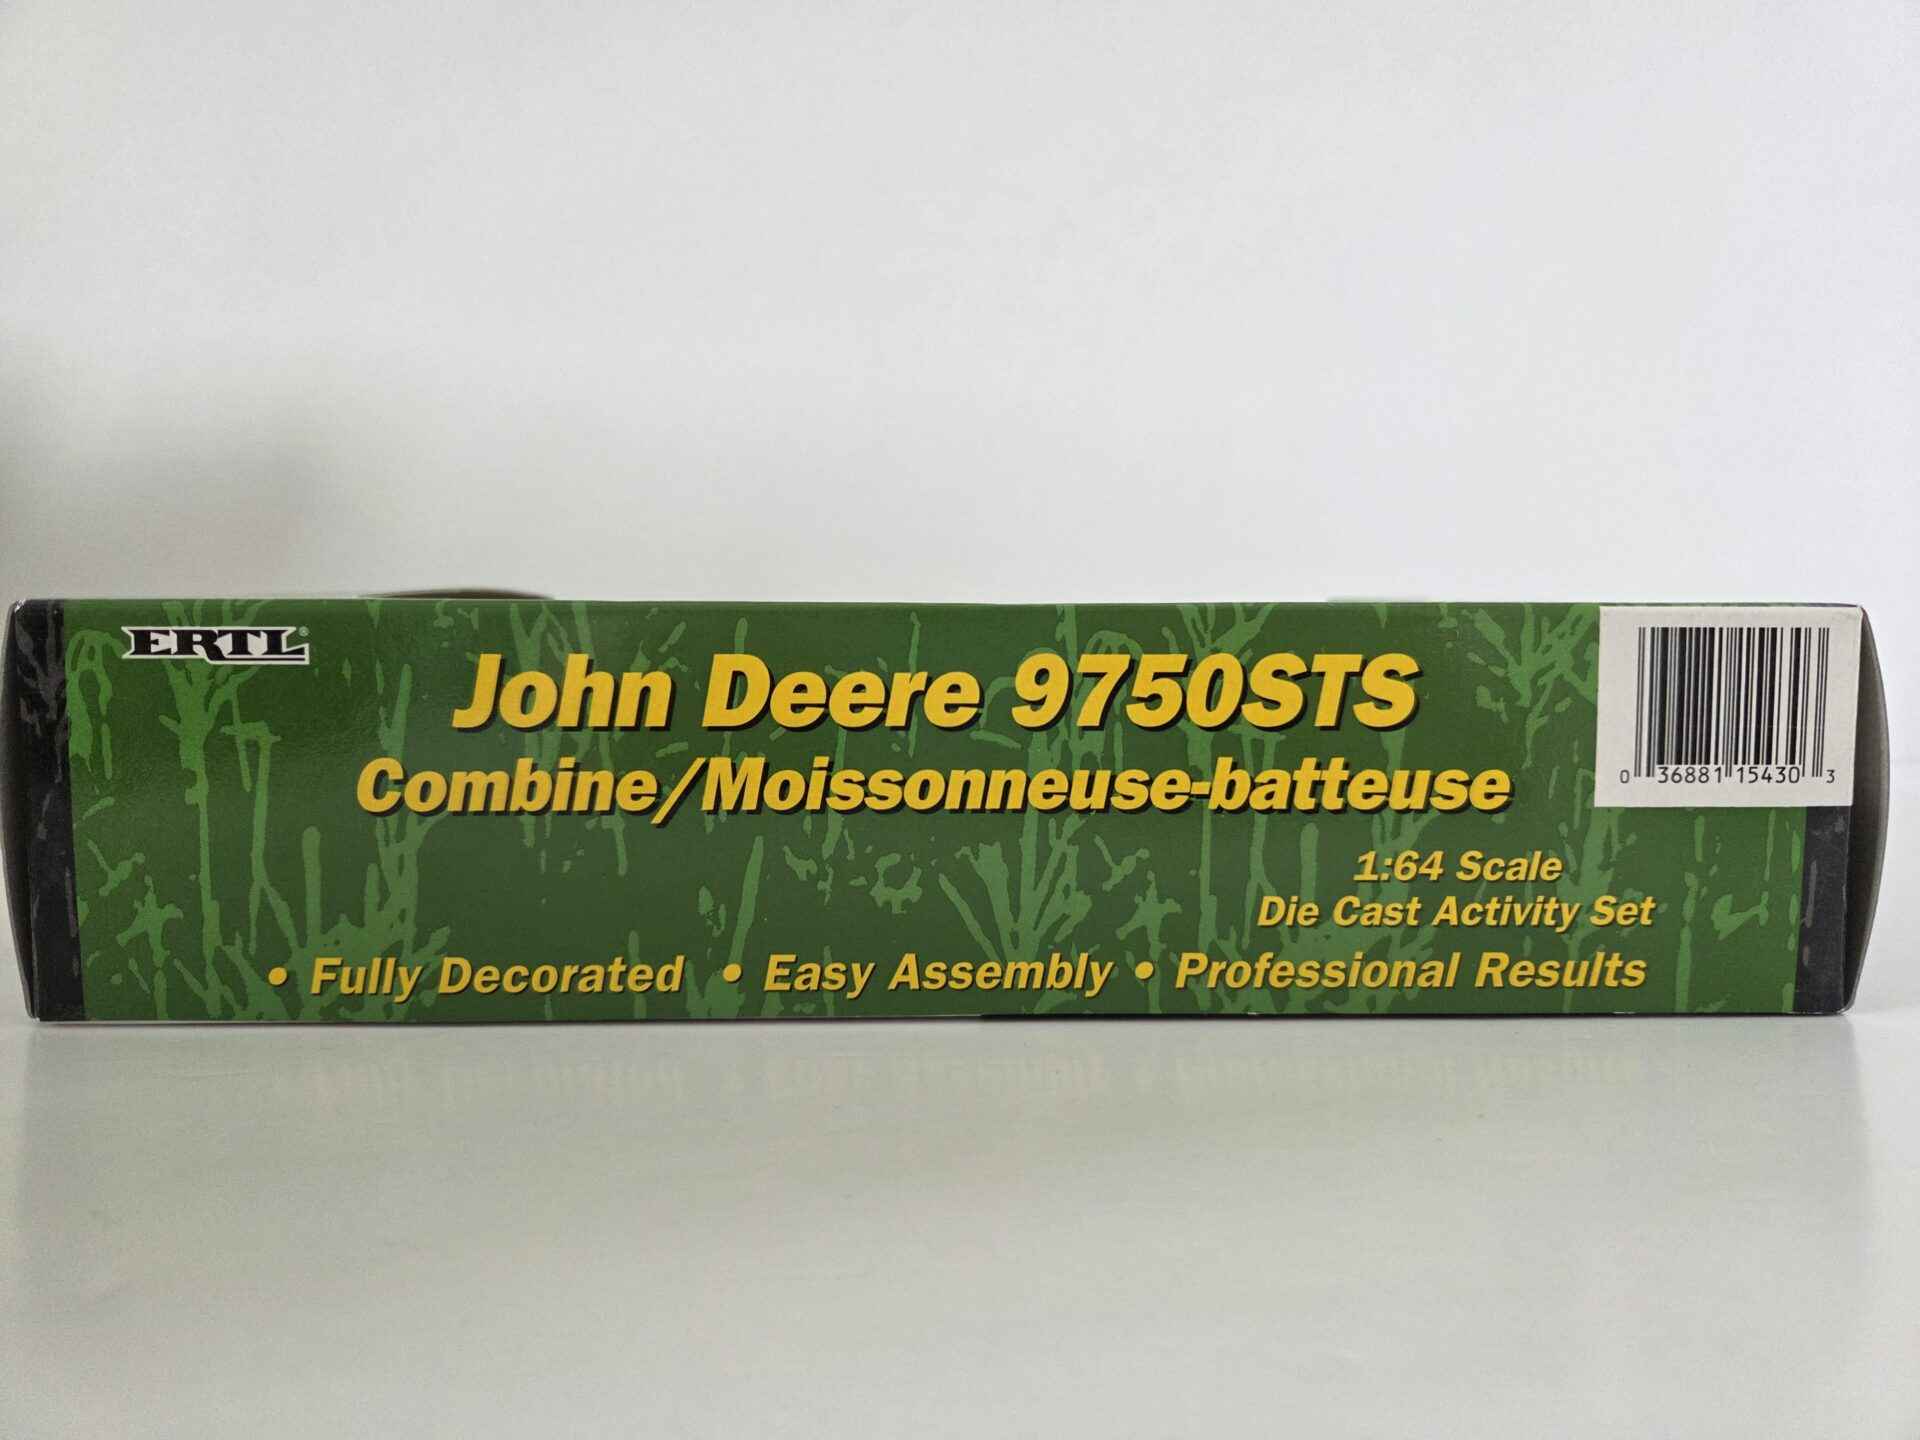 ERTL®
John Deere 9750STS
Combine/Moissonneuse-batteuse
0 36881 15430 3
1:64 Scale
Die Cast Activity Set
• Fully Decorated • Easy Assembly • Professional Results